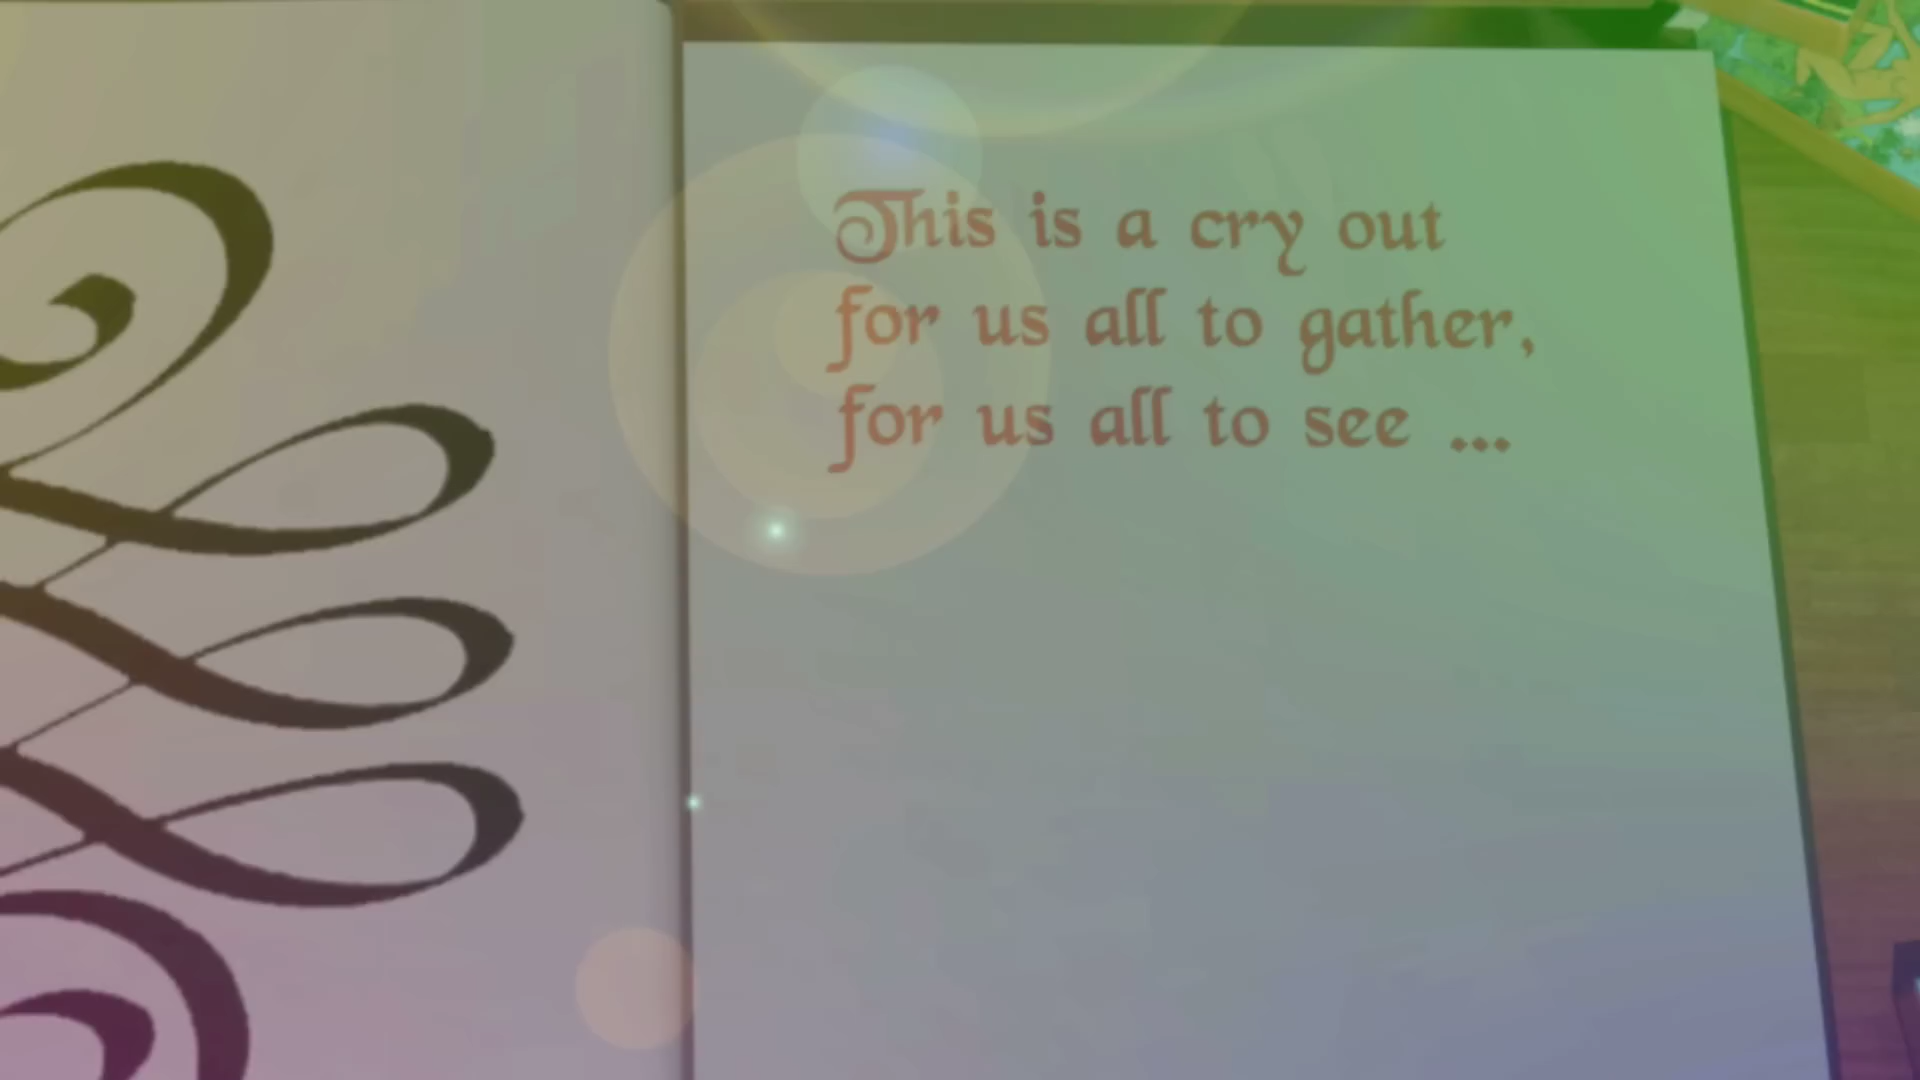 This is a cry out
for us all to gather,
for us all to see ...